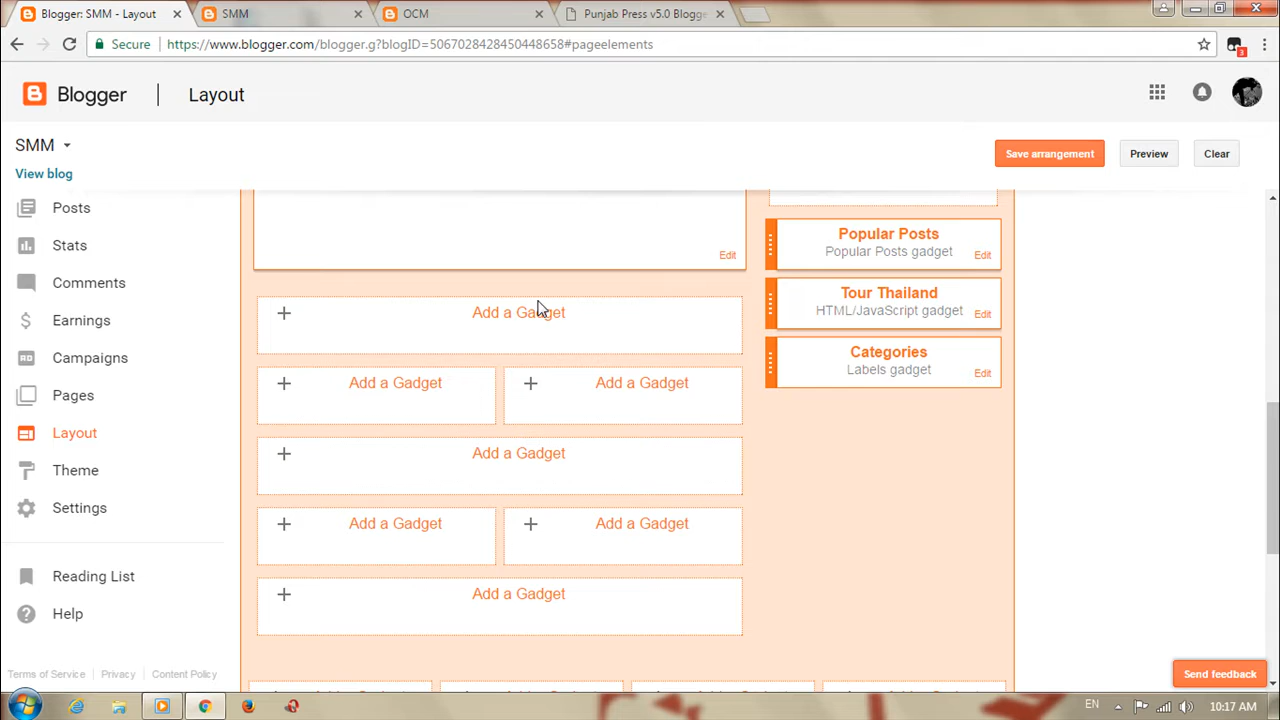 Blogger: SMM - Layout
SMM
OCM
Punjab Press v5.0 Blogge
Secure
https://www.blogger.com/blogger.g?blogID=5067028428450448658#pageelements
3
Blogger
Layout
SMM
Save arrangement
Preview
Clear
View blog
Posts
Stats
Comments
Earnings
Campaigns
Pages
Layout
Theme
Settings
Reading List
Help
Terms of Service
Privacy
Content Policy
Edit
Add a Gadget
Add a Gadget
Add a Gadget
Add a Gadget
Add a Gadget
Add a Gadget
Add a Gadget
Popular Posts
Popular Posts gadget
Edit
Tour Thailand
HTML/JavaScript gadget
Edit
Categories
Labels gadget
Edit
Send feedback
EN
10:17 AM